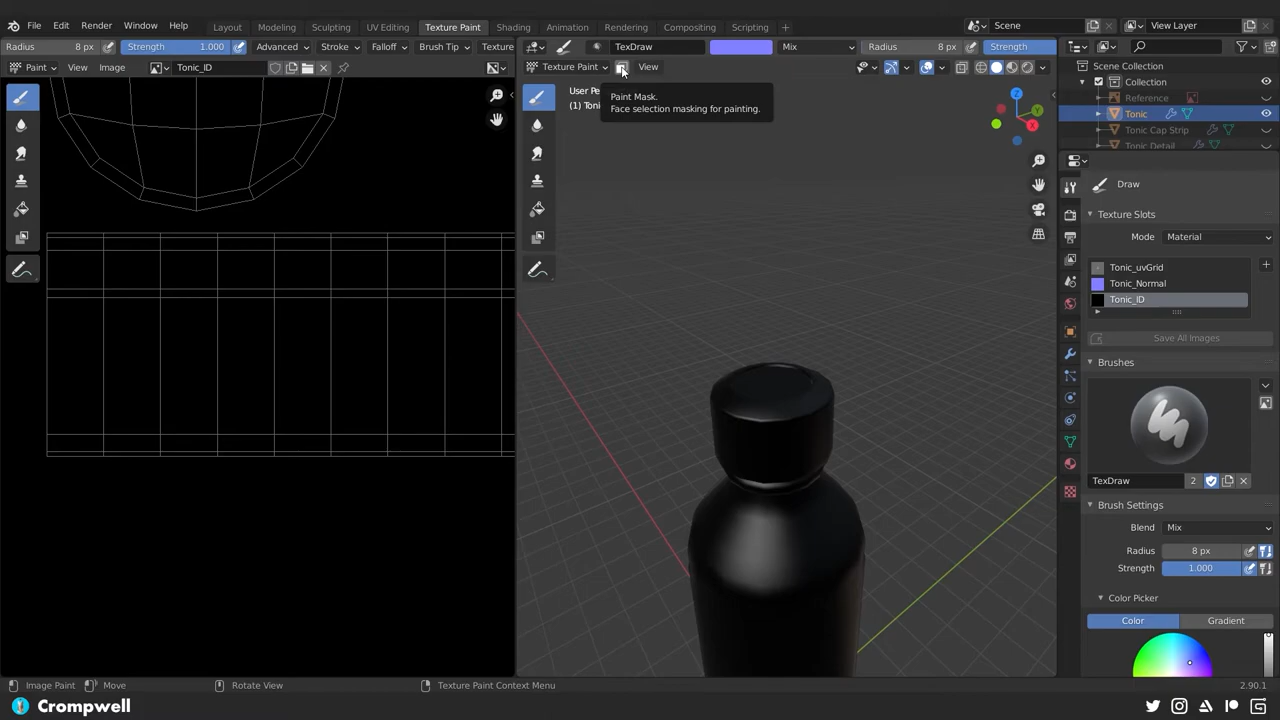 File Edit Render Window Help Layout Modeling Sculpting UV Editing Texture Paint Shading Animation Rendering Compositing Scripting + Scene View Layer
Radius 8 px Strength 1.000 Advanced Stroke Falloff Brush Tip Texture TexDraw Mix Radius 8 px Strength
Paint View Image Tonic_ID Texture Paint View
Scene Collection
Collection
Reference
Tonic
Tonic Cap Strip
Tonic Detail
User Pe
(1) Toni
Paint Mask.
Face selection masking for painting.
X
Y
Z
Draw
Texture Slots
Mode Material
Tonic_uvGrid
Tonic_Normal
Tonic_ID
Save All Images
Brushes
TexDraw 2
Brush Settings
Blend Mix
Radius 8 px
Strength 1.000
Color Picker
Color Gradient
Image Paint Move Rotate View Texture Paint Context Menu 2.90.1
Crompwell